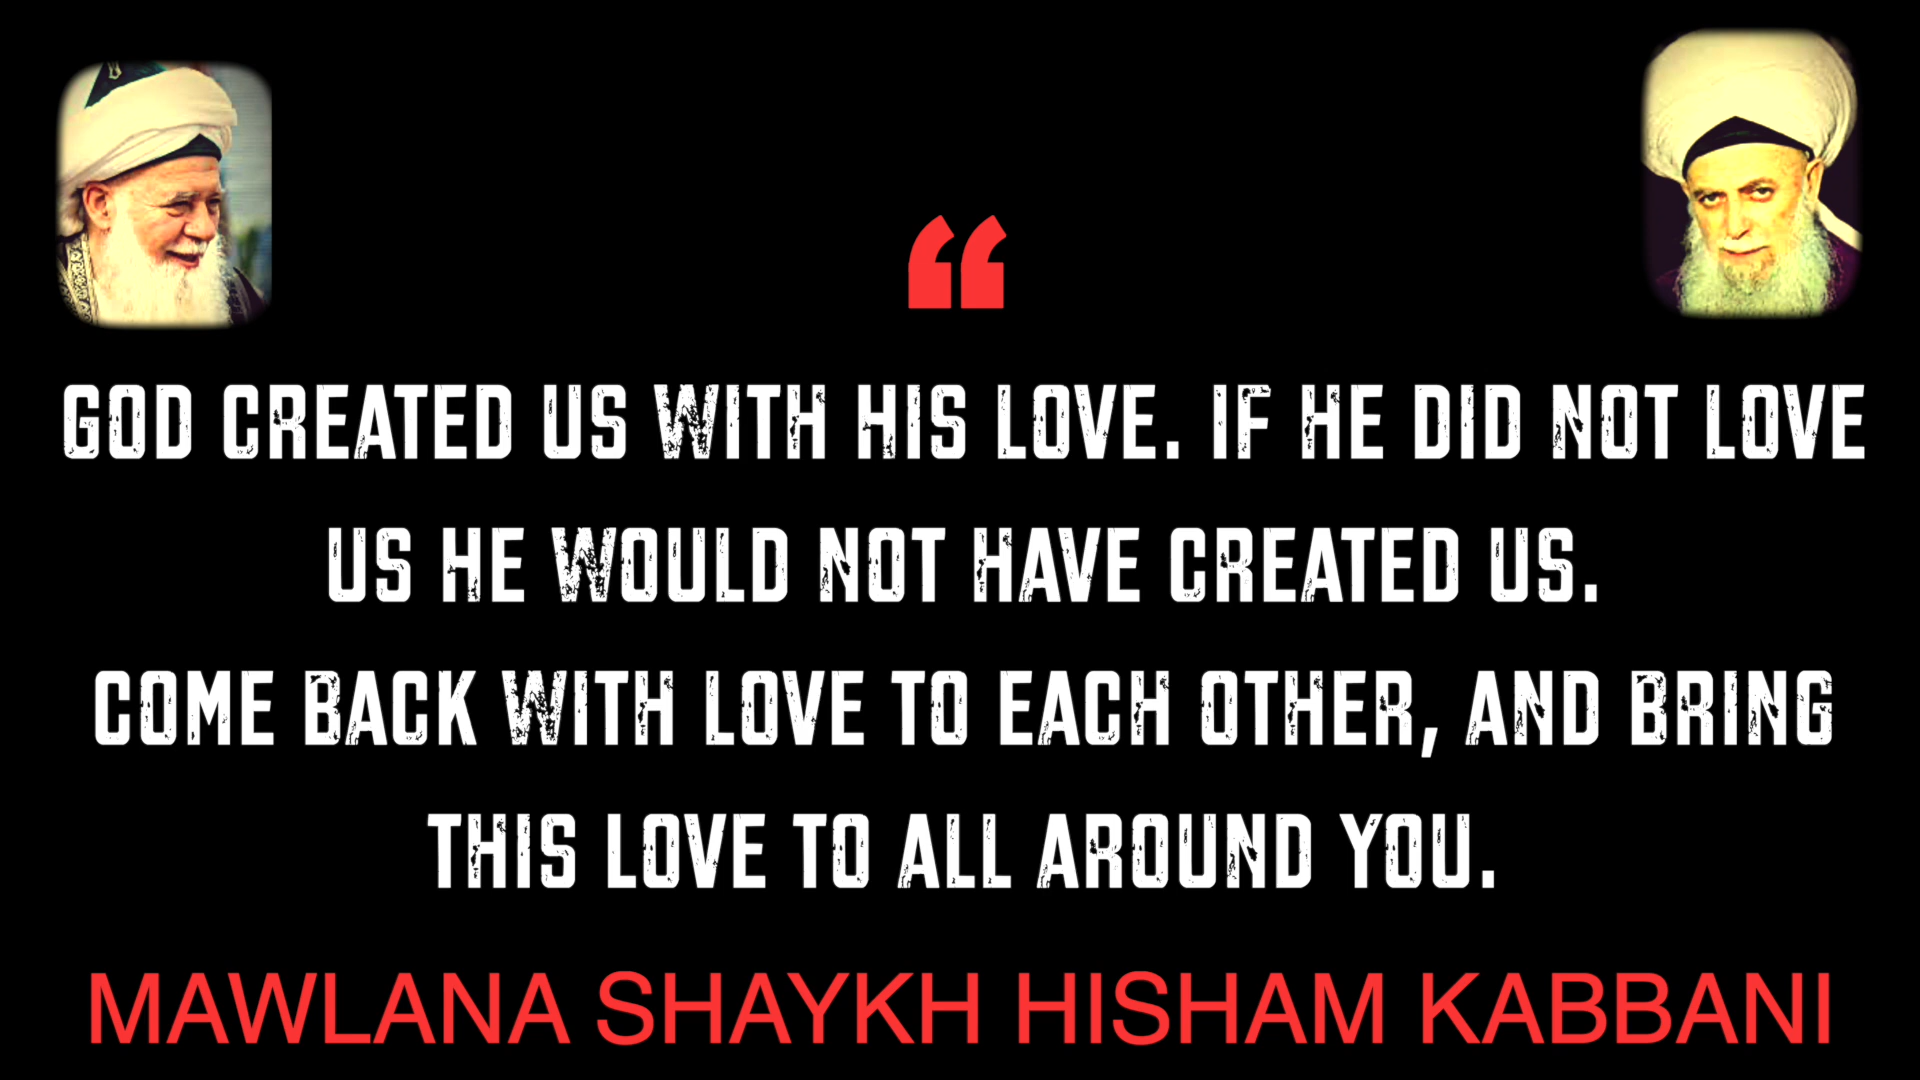 “
GOD CREATED US WITH HIS LOVE. IF HE DID NOT LOVE
US HE WOULD NOT HAVE CREATED US.
COME BACK WITH LOVE TO EACH OTHER, AND BRING
THIS LOVE TO ALL AROUND YOU.
MAWLANA SHAYKH HISHAM KABBANI